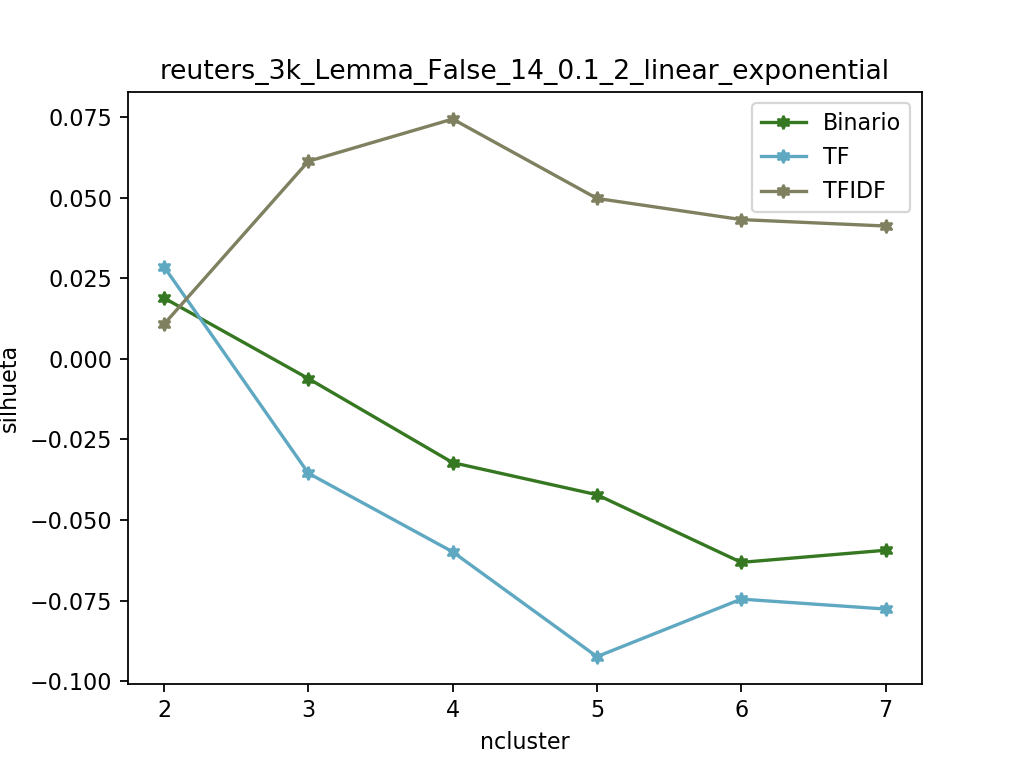 reuters_3k_Lemma_False_14_0.1_2_linear_exponential
Binario
TF
TFIDF
0.075
0.050
0.025
0.000
−0.025
−0.050
−0.075
−0.100
silhueta
2 3 4 5 6 7
ncluster